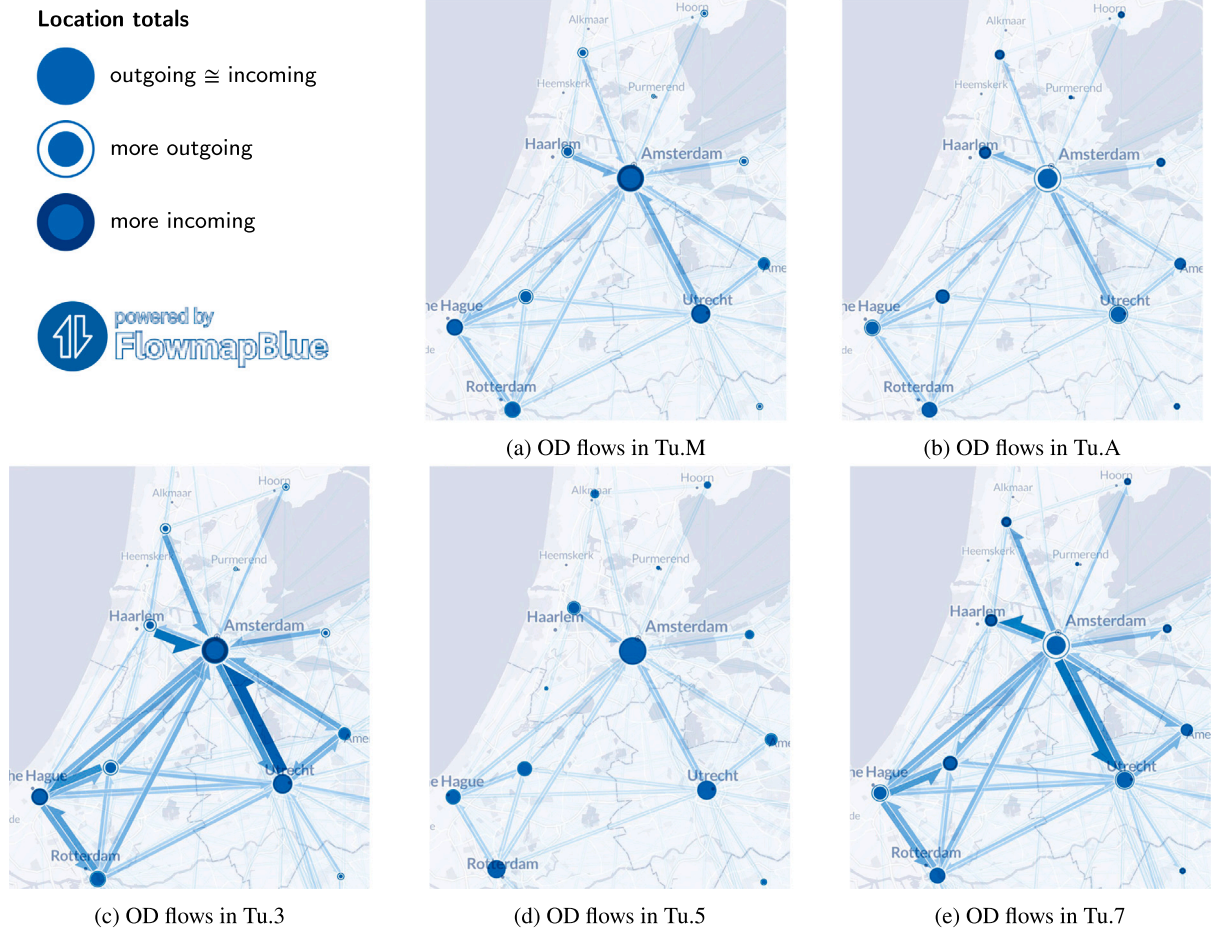 Location totals
outgoing ≅ incoming
more outgoing
more incoming
powered by
FlowmapBlue
Hoorn
Alkmaar
Heemskerk
Purmerend
Haarlem
Amsterdam
Ame
ne Hague
Utrecht
Rotterdam
de
(a) OD flows in Tu.M
Hoorn
Alkmaar
Heemskerk
Purmerend
Haarlem
Amsterdam
Ame
he Hague
Utrecht
Rotterdam
de
(b) OD flows in Tu.A
Hoorn
Alkmaar
Heemskerk
Purmerend
Haarlem
Amsterdam
Ame
he Hague
Utrecht
Rotterdam
(c) OD flows in Tu.3
Hoorn
Alkmaar
Heemskerk
Purmerend
Haarlem
Amsterdam
Ame
he Hague
Utrecht
Rotterdam
de
(d) OD flows in Tu.5
Hoorn
Alkmaar
Heemskerk
Purmerend
Haarlem
Amsterdam
Ame
he Hague
Utrecht
Rotterdam
de
(e) OD flows in Tu.7